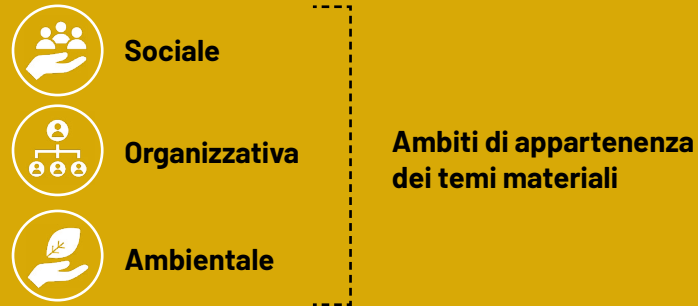 Sociale
Organizzativa
Ambientale
Ambiti di appartenenza
dei temi materiali